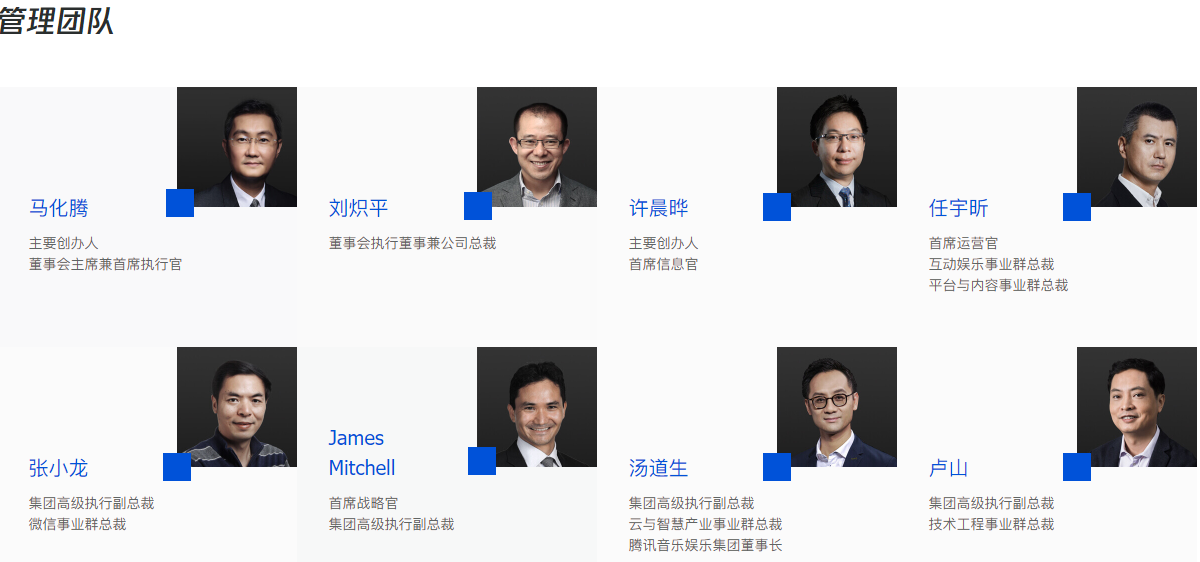 管理团队
马化腾
主要创办人
董事会主席兼首席执行官
刘炽平
董事会执行董事兼公司总裁
许晨晔
主要创办人
首席信息官
任宇昕
首席运营官
互动娱乐事业群总裁
平台与内容事业群总裁
张小龙
集团高级执行副总裁
微信事业群总裁
James
Mitchell
首席战略官
集团高级执行副总裁
汤道生
集团高级执行副总裁
云与智慧产业事业群总裁
腾讯音乐娱乐集团董事长
卢山
集团高级执行副总裁
技术工程事业群总裁